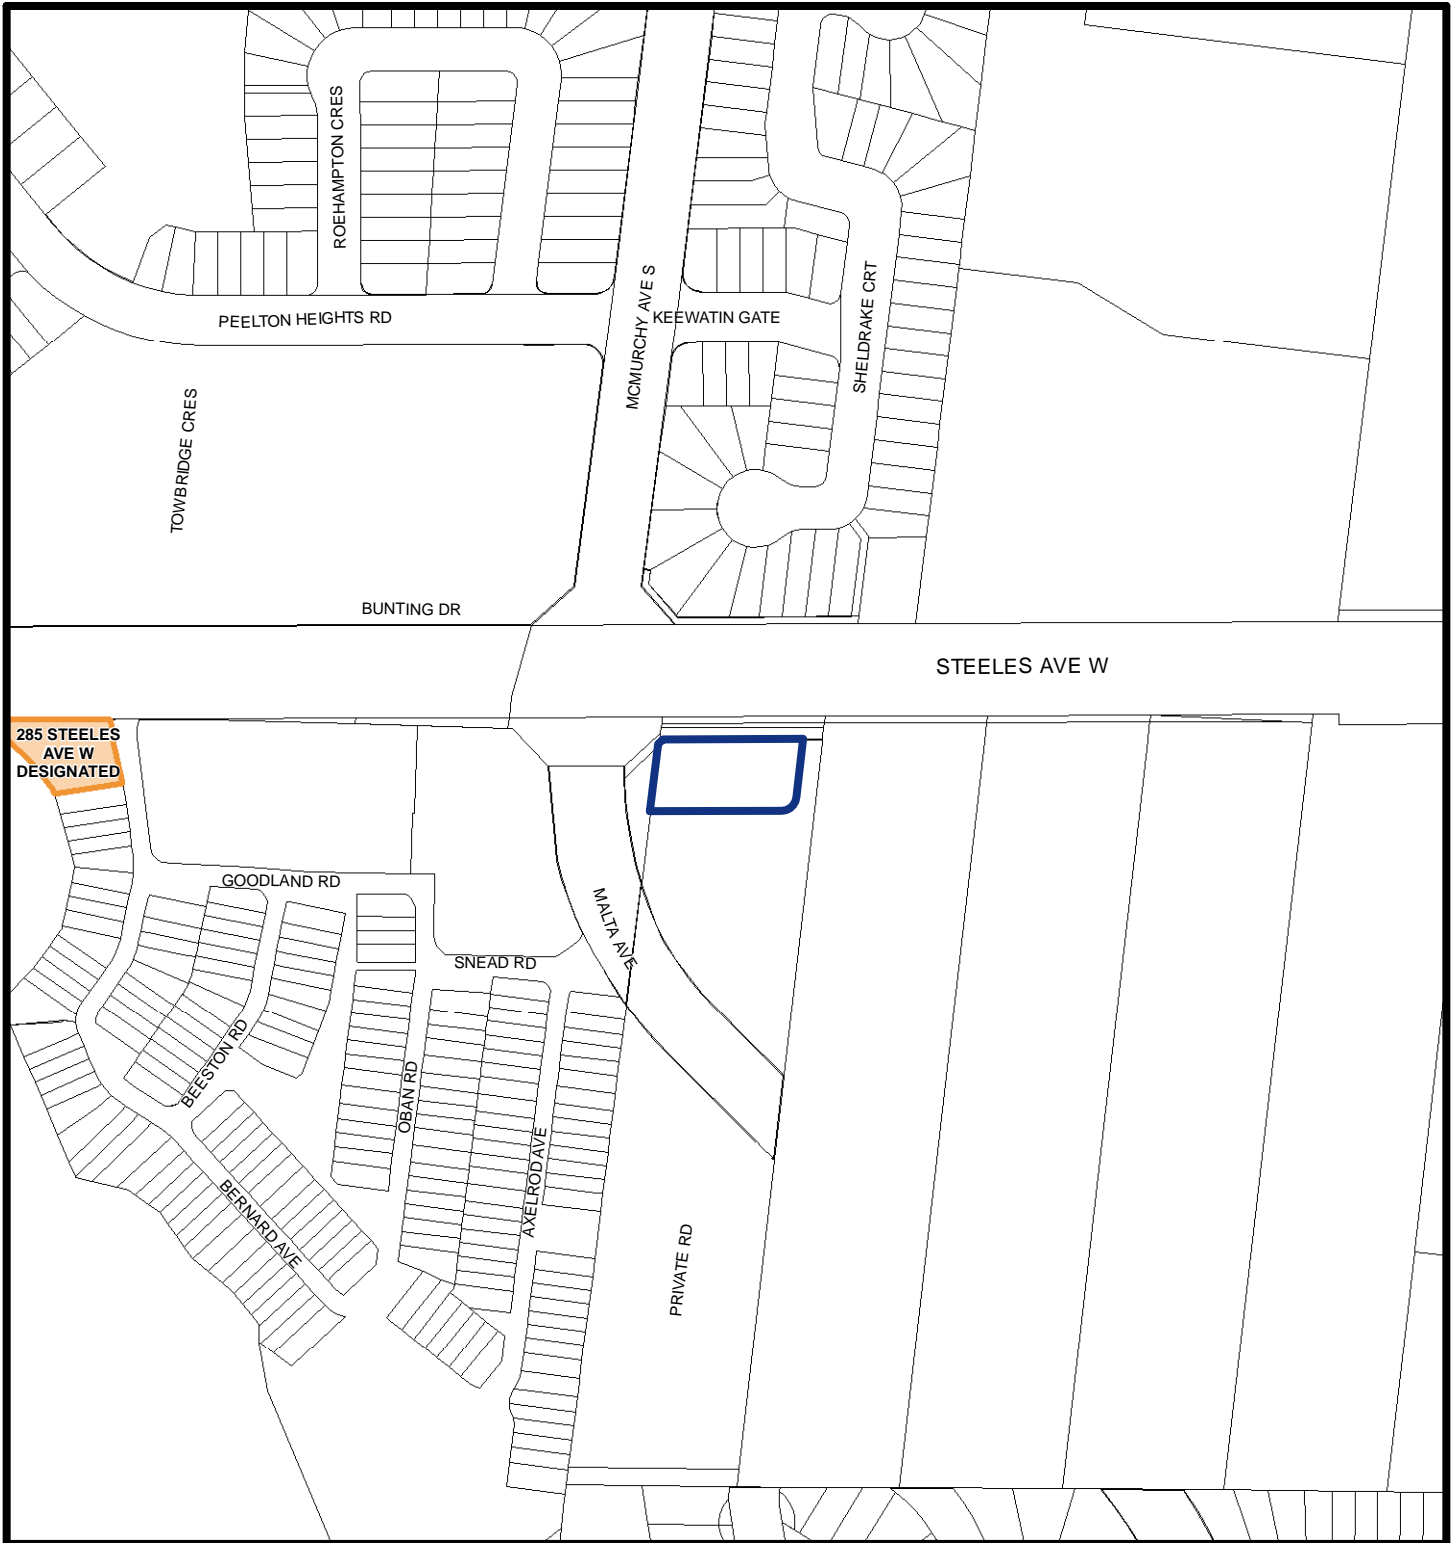 ROEHAMPTON CRES
PEELTON HEIGHTS RD
MCMURCHY AVE S
KEEWATIN GATE
SHELDRAKE CRT
TOWBRIDGE CRES
BUNTING DR
STEELES AVE W
285 STEELES
AVE W
DESIGNATED
GOODLAND RD
MALTA AVE
SNEAD RD
BEESTON RD
OBAN RD
AXELROD AVE
BERNARD AVE
PRIVATE RD